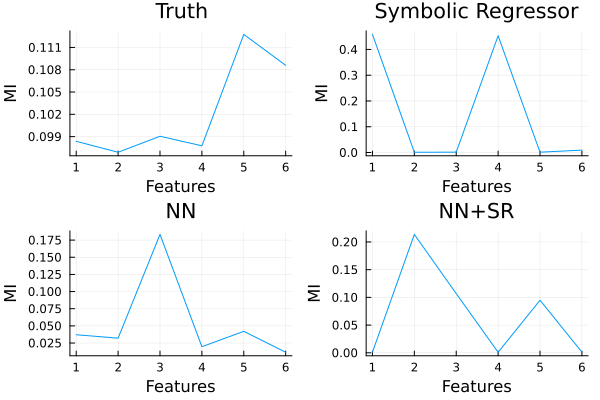 Truth
MI
0.111
0.108
0.105
0.102
0.099
1 2 3 4 5 6
Features
Symbolic Regressor
MI
0.4
0.3
0.2
0.1
0.0
1 2 3 4 5 6
Features
NN
MI
0.175
0.150
0.125
0.100
0.075
0.050
0.025
1 2 3 4 5 6
Features
NN+SR
MI
0.20
0.15
0.10
0.05
0.00
1 2 3 4 5 6
Features